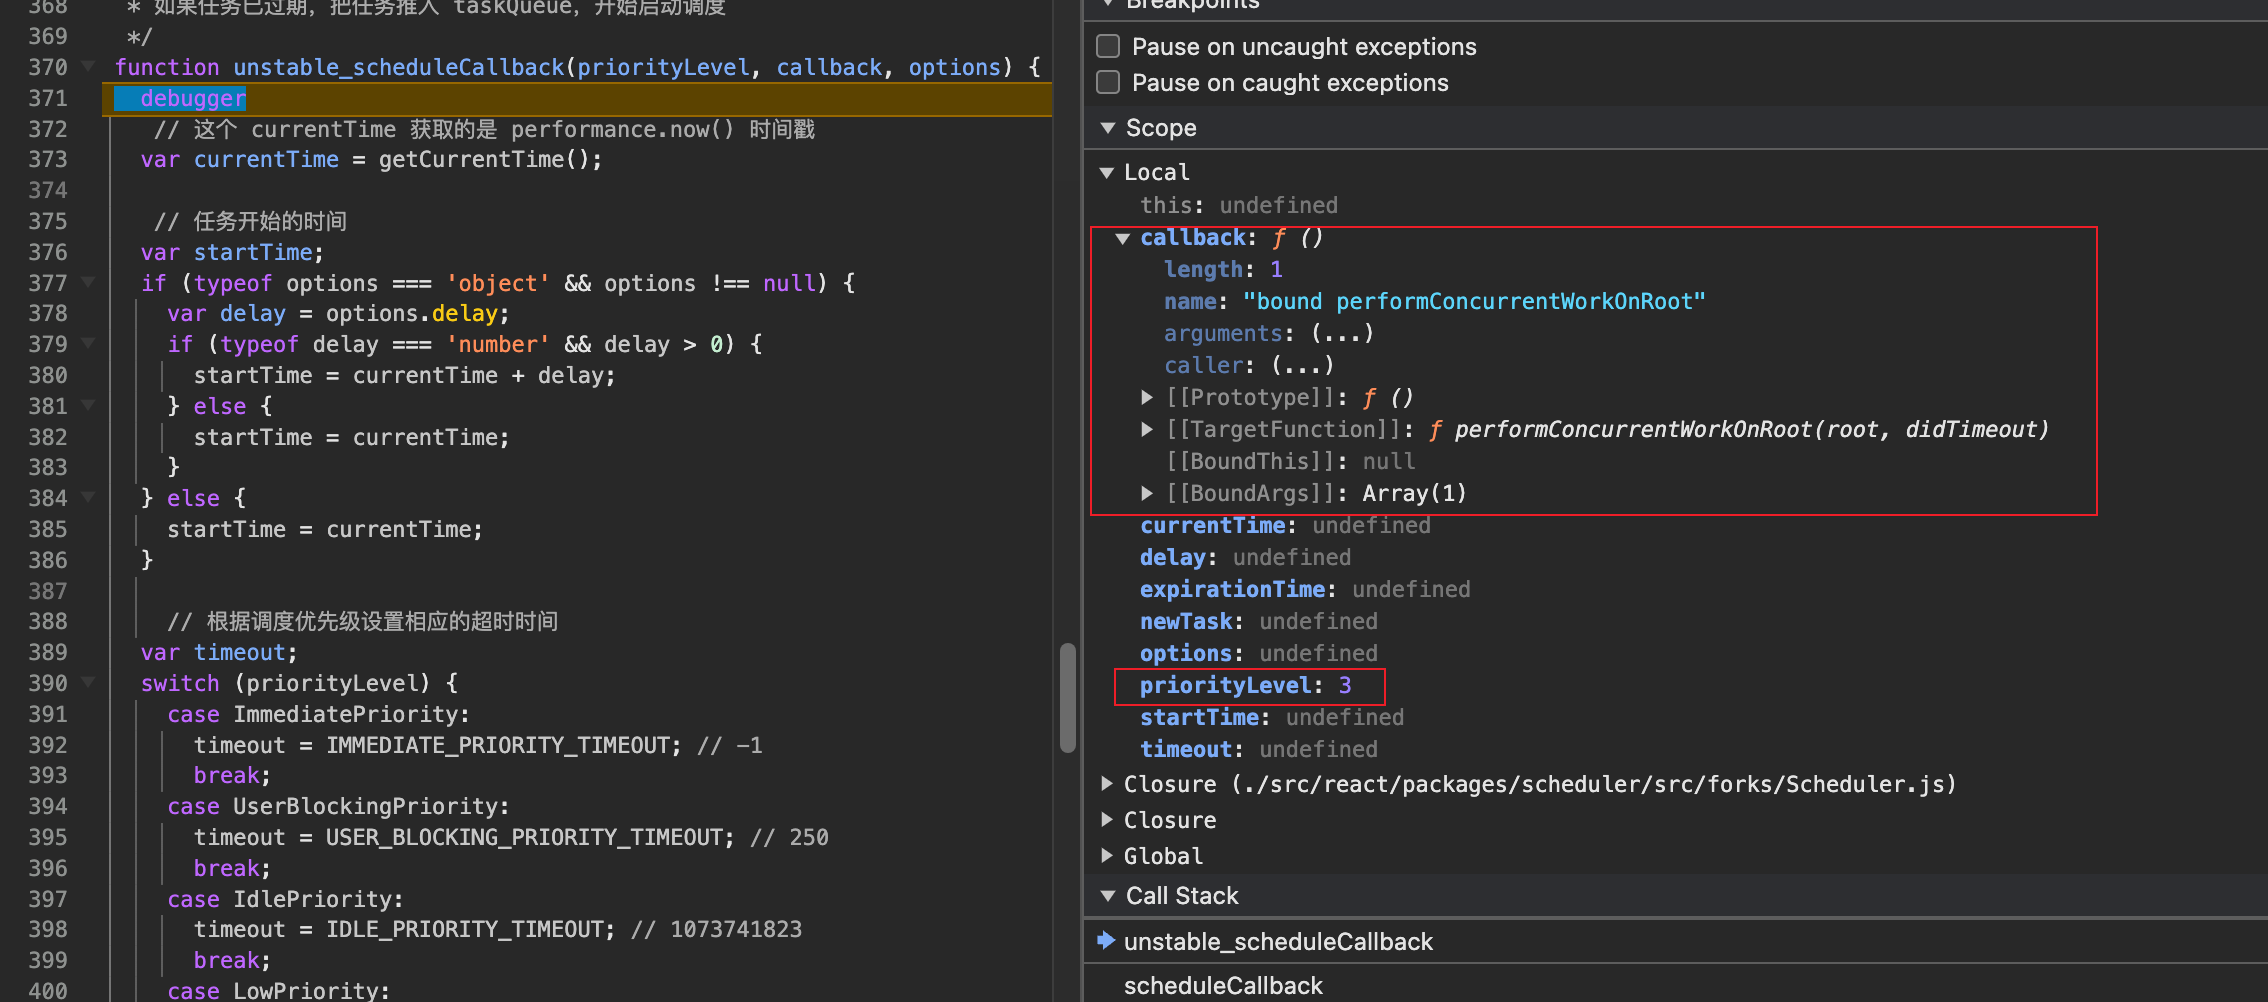 368 * 如果任务已过期，把任务推入 taskQueue，开始启动调度
369 */
370 function unstable_scheduleCallback(priorityLevel, callback, options) {
371 debugger
372 // 这个 currentTime 获取的是 performance.now() 时间戳
373 var currentTime = getCurrentTime();
374
375 // 任务开始的时间
376 var startTime;
377 if (typeof options === 'object' && options !== null) {
378 var delay = options.delay;
379 if (typeof delay === 'number' && delay > 0) {
380 startTime = currentTime + delay;
381 } else {
382 startTime = currentTime;
383 }
384 } else {
385 startTime = currentTime;
386 }
387
388 // 根据调度优先级设置相应的超时时间
389 var timeout;
390 switch (priorityLevel) {
391 case ImmediatePriority:
392 timeout = IMMEDIATE_PRIORITY_TIMEOUT; // -1
393 break;
394 case UserBlockingPriority:
395 timeout = USER_BLOCKING_PRIORITY_TIMEOUT; // 250
396 break;
397 case IdlePriority:
398 timeout = IDLE_PRIORITY_TIMEOUT; // 1073741823
399 break;
400 case LowPriority:
Breakpoints
Pause on uncaught exceptions
Pause on caught exceptions
Scope
Local
this: undefined
callback: ƒ ()
length: 1
name: "bound performConcurrentWorkOnRoot"
arguments: (...)
caller: (...)
[[Prototype]]: ƒ ()
[[TargetFunction]]: ƒ performConcurrentWorkOnRoot(root, didTimeout)
[[BoundThis]]: null
[[BoundArgs]]: Array(1)
currentTime: undefined
delay: undefined
expirationTime: undefined
newTask: undefined
options: undefined
priorityLevel: 3
startTime: undefined
timeout: undefined
Closure (./src/react/packages/scheduler/src/forks/Scheduler.js)
Closure
Global
Call Stack
unstable_scheduleCallback
scheduleCallback